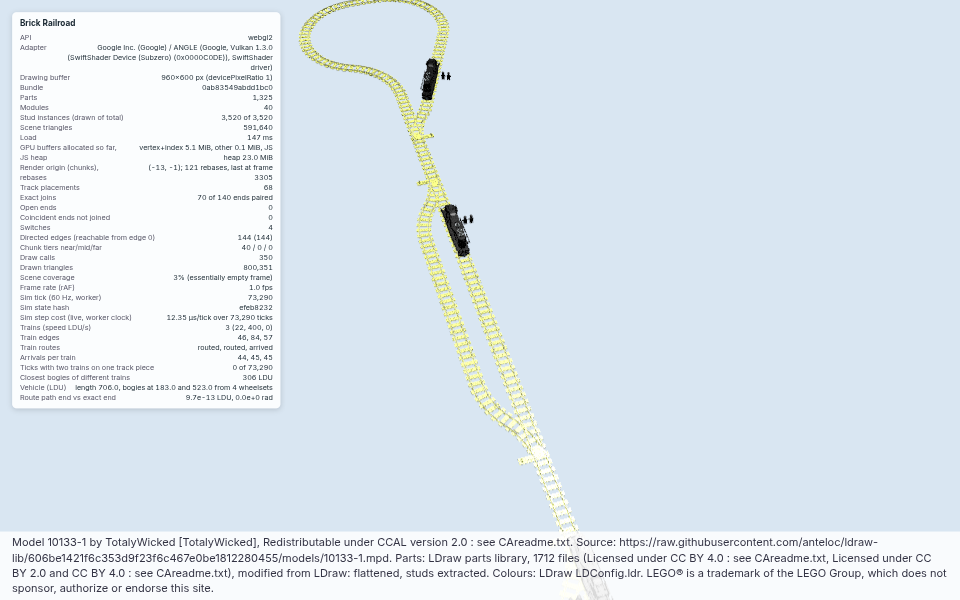 Brick Railroad
API webgl2
Adapter Google Inc. (Google) / ANGLE (Google, Vulkan 1.3.0
(SwiftShader Device (Subzero) (0x0000C0DE)), SwiftShader
driver)
Drawing buffer 960×600 px (devicePixelRatio 1)
Bundle 0ab83549abdd1bc0
Parts 1,325
Modules 40
Stud instances (drawn of total) 3,520 of 3,520
Scene triangles 591,640
Load 147 ms
GPU buffers allocated so far, vertex+index 5.1 MiB, other 0.1 MiB, JS
JS heap heap 23.0 MiB
Render origin (chunks), (−13, −1); 121 rebases, last at frame
rebases 3305
Track placements 68
Exact joins 70 of 140 ends paired
Open ends 0
Coincident ends not joined 0
Switches 4
Directed edges (reachable from edge 0) 144 (144)
Chunk tiers near/mid/far 40 / 0 / 0
Draw calls 350
Drawn triangles 800,351
Scene coverage 3% (essentially empty frame)
Frame rate (rAF) 1.0 fps
Sim tick (60 Hz, worker) 73,290
Sim state hash efeb8232
Sim step cost (live, worker clock) 12.35 µs/tick over 73,290 ticks
Trains (speed LDU/s) 3 (22, 400, 0)
Train edges 46, 84, 57
Train routes routed, routed, arrived
Arrivals per train 44, 45, 45
Ticks with two trains on one track piece 0 of 73,290
Closest bogies of different trains 306 LDU
Vehicle (LDU) length 706.0, bogies at 183.0 and 523.0 from 4 wheelsets
Route path end vs exact end 9.7e−13 LDU, 0.0e+0 rad
Model 10133-1 by TotalyWicked [TotalyWicked], Redistributable under CCAL version 2.0 : see CAreadme.txt. Source: https://raw.githubusercontent.com/anteloc/ldraw-
lib/606be1421f6c353d9f23f6c467e0be1812280455/models/10133-1.mpd. Parts: LDraw parts library, 1712 files (Licensed under CC BY 4.0 : see CAreadme.txt, Licensed under CC
BY 2.0 and CC BY 4.0 : see CAreadme.txt), modified from LDraw: flattened, studs extracted. Colours: LDraw LDConfig.ldr. LEGO® is a trademark of the LEGO Group, which does not
sponsor, authorize or endorse this site.